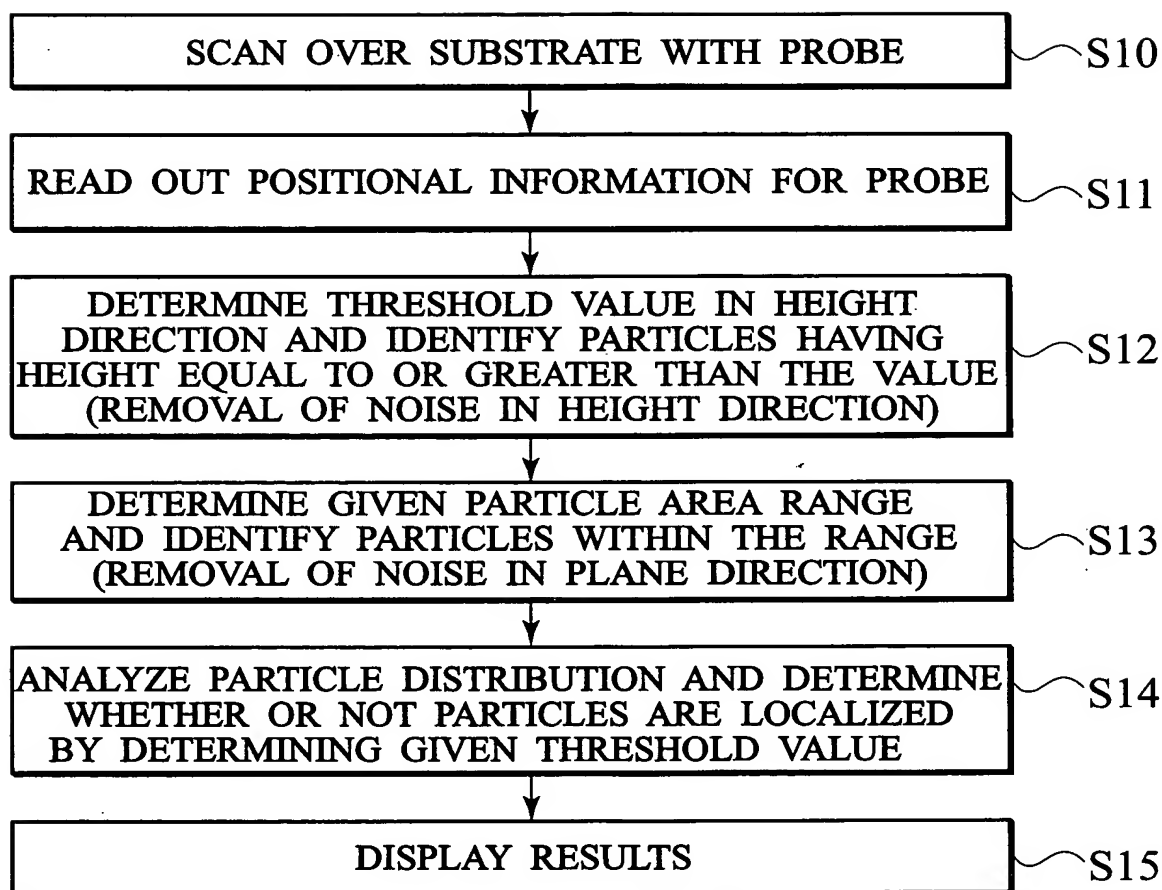 SCAN OVER SUBSTRATE WITH PROBE
S10
READ OUT POSITIONAL INFORMATION FOR PROBE
S11
DETERMINE THRESHOLD VALUE IN HEIGHT
DIRECTION AND IDENTIFY PARTICLES HAVING
HEIGHT EQUAL TO OR GREATER THAN THE VALUE
(REMOVAL OF NOISE IN HEIGHT DIRECTION)
S12
DETERMINE GIVEN PARTICLE AREA RANGE
AND IDENTIFY PARTICLES WITHIN THE RANGE
(REMOVAL OF NOISE IN PLANE DIRECTION)
S13
ANALYZE PARTICLE DISTRIBUTION AND DETERMINE
WHETHER OR NOT PARTICLES ARE LOCALIZED
BY DETERMINING GIVEN THRESHOLD VALUE
S14
DISPLAY RESULTS
S15